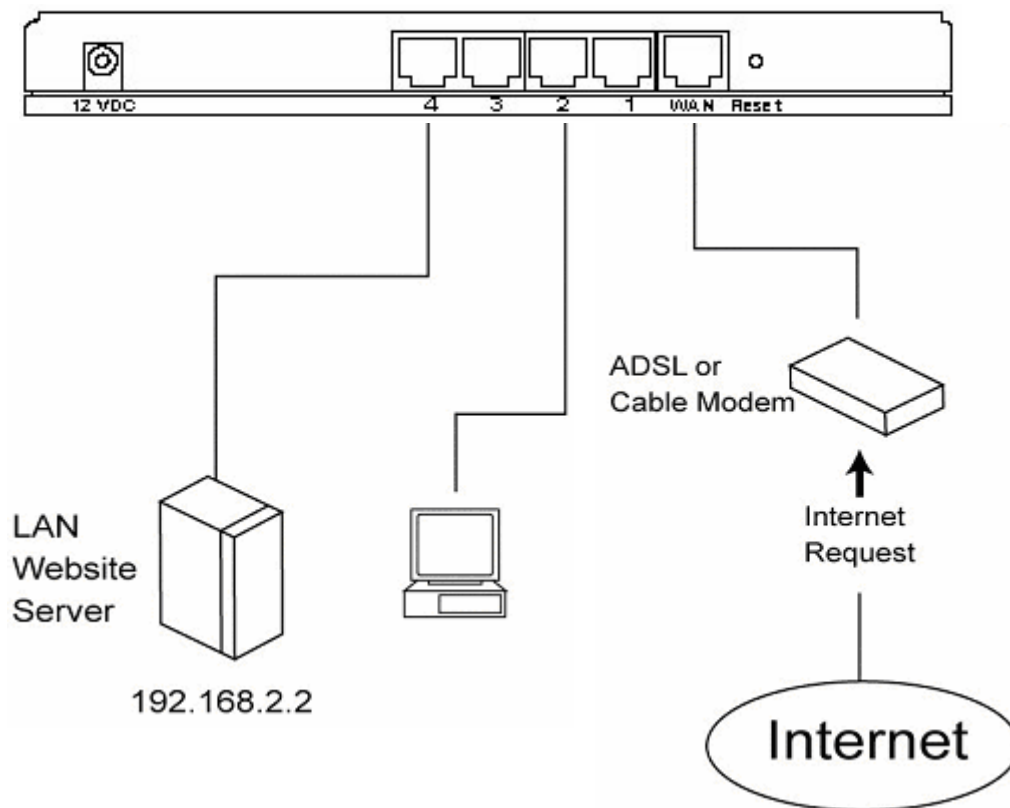 12 VDC 4 3 2 1 WAN Reset
ADSL or
Cable Modem
Internet
Request
LAN
Website
Server
192.168.2.2
Internet